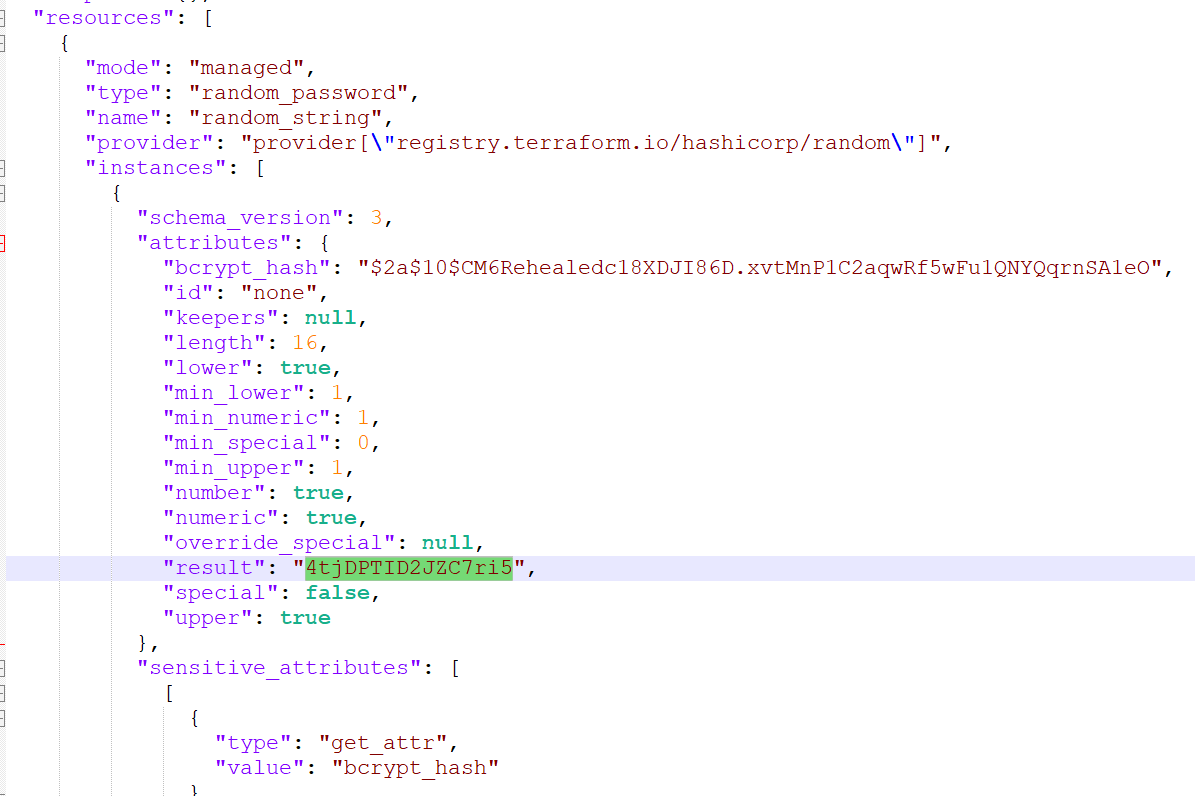 "resources": [
{
"mode": "managed",
"type": "random_password",
"name": "random_string",
"provider": "provider[\"registry.terraform.io/hashicorp/random\"]",
"instances": [
{
"schema_version": 3,
"attributes": {
"bcrypt_hash": "$2a$10$CM6Rehealedc18XDJI86D.xvtMnP1C2aqwRf5wFu1QNYQqrnSA1eO",
"id": "none",
"keepers": null,
"length": 16,
"lower": true,
"min_lower": 1,
"min_numeric": 1,
"min_special": 0,
"min_upper": 1,
"number": true,
"numeric": true,
"override_special": null,
"result": "4tjDPTID2JZC7ri5",
"special": false,
"upper": true
},
"sensitive_attributes": [
[
{
"type": "get_attr",
"value": "bcrypt_hash"
}